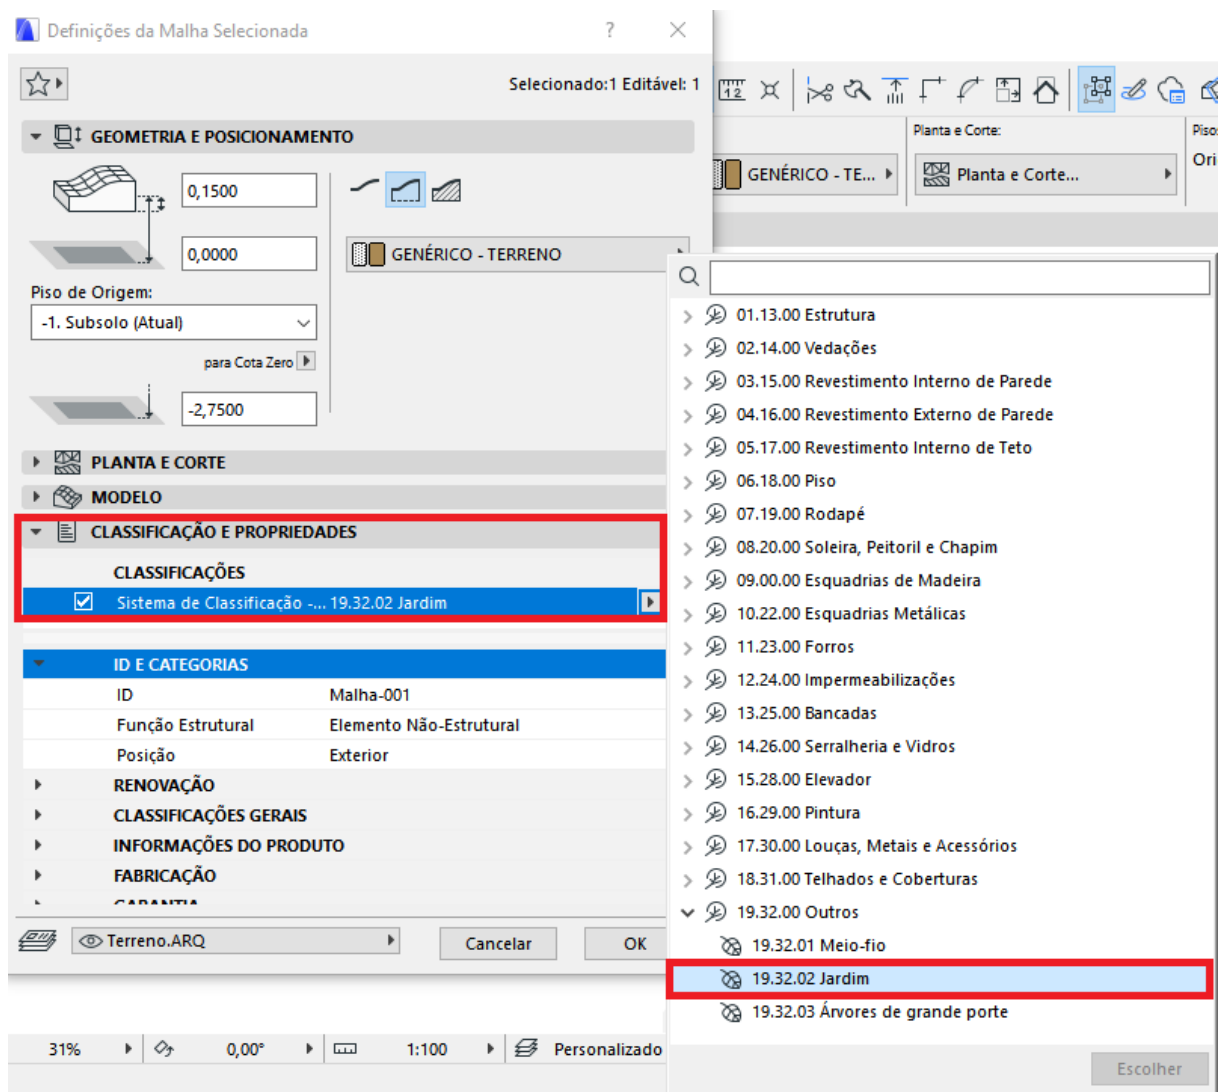 Definições da Malha Selecionada
?
Selecionado:1 Editável: 1
GEOMETRIA E POSICIONAMENTO
0,1500
0,0000
GENÉRICO - TERRENO
Piso de Origem:
-1. Subsolo (Atual)
para Cota Zero
-2,7500
PLANTA E CORTE
MODELO
CLASSIFICAÇÃO E PROPRIEDADES
CLASSIFICAÇÕES
Sistema de Classificação -... 19.32.02 Jardim
ID E CATEGORIAS
ID Malha-001
Função Estrutural Elemento Não-Estrutural
Posição Exterior
RENOVAÇÃO
CLASSIFICAÇÕES GERAIS
INFORMAÇÕES DO PRODUTO
FABRICAÇÃO
GARANTIA
Terreno.ARQ
Cancelar
OK
12
Planta e Corte:
Piso
GENÉRICO - TE...
Planta e Corte...
Ori
01.13.00 Estrutura
02.14.00 Vedações
03.15.00 Revestimento Interno de Parede
04.16.00 Revestimento Externo de Parede
05.17.00 Revestimento Interno de Teto
06.18.00 Piso
07.19.00 Rodapé
08.20.00 Soleira, Peitoril e Chapim
09.00.00 Esquadrias de Madeira
10.22.00 Esquadrias Metálicas
11.23.00 Forros
12.24.00 Impermeabilizações
13.25.00 Bancadas
14.26.00 Serralheria e Vidros
15.28.00 Elevador
16.29.00 Pintura
17.30.00 Louças, Metais e Acessórios
18.31.00 Telhados e Coberturas
19.32.00 Outros
19.32.01 Meio-fio
19.32.02 Jardim
19.32.03 Árvores de grande porte
Escolher
31% 0,00° 1:100 Personalizado